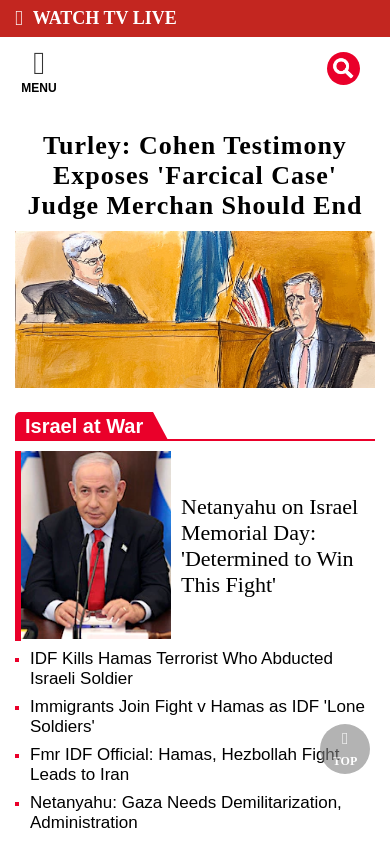 WATCH TV LIVE
MENU
Turley: Cohen Testimony
Exposes 'Farcical Case'
Judge Merchan Should End
Israel at War
Netanyahu on Israel
Memorial Day:
'Determined to Win
This Fight'
IDF Kills Hamas Terrorist Who Abducted
Israeli Soldier
Immigrants Join Fight v Hamas as IDF 'Lone
Soldiers'
Fmr IDF Official: Hamas, Hezbollah Fight
Leads to Iran
TOP
Netanyahu: Gaza Needs Demilitarization,
Administration